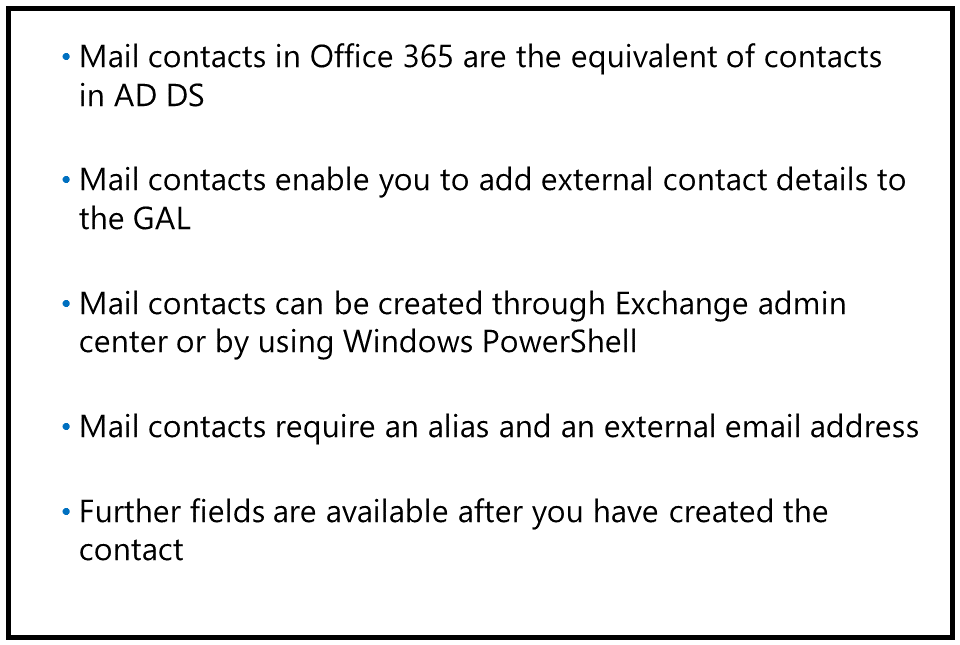 • Mail contacts in Office 365 are the equivalent of contacts
in AD DS
• Mail contacts enable you to add external contact details to
the GAL
• Mail contacts can be created through Exchange admin
center or by using Windows PowerShell
• Mail contacts require an alias and an external email address
• Further fields are available after you have created the
contact